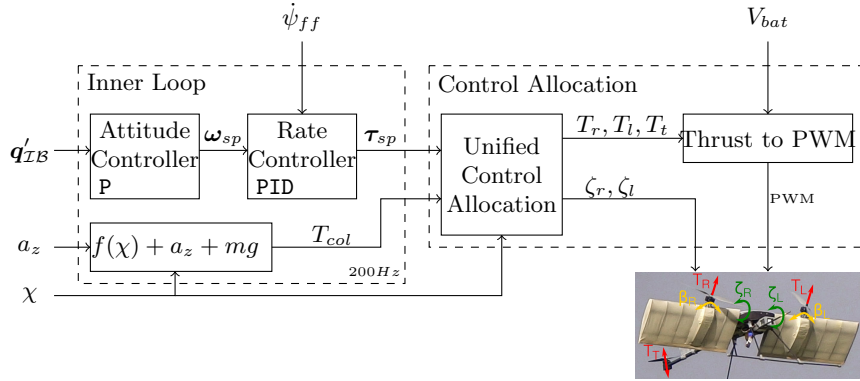 ψ̇_ff
V_bat
Inner Loop
Control Allocation
Attitude
Controller
P
ω_sp
Rate
Controller
PID
τ_sp
Unified
Control
Allocation
T_r, T_l, T_t
Thrust to PWM
q'_IB
ζ_r, ζ_l
PWM
a_z
f(χ) + a_z + mg
T_col
200Hz
χ
T_R
ζ_R
ζ_L
T_L
β_R
β_L
T_T